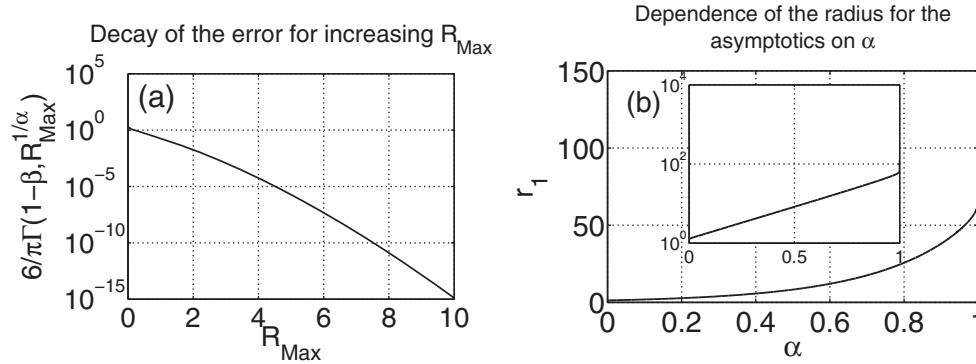 Decay of the error for increasing R_Max
(a)
6/πΓ(1−β,R_Max^{1/α})
10^5
10^0
10^−5
10^−10
10^−15
0 2 4 6 8 10
R_Max
Dependence of the radius for the
asymptotics on α
(b)
r_1
150
100
50
0
10^4
10^2
10^0
0 0.5 1
0 0.2 0.4 0.6 0.8 1
α